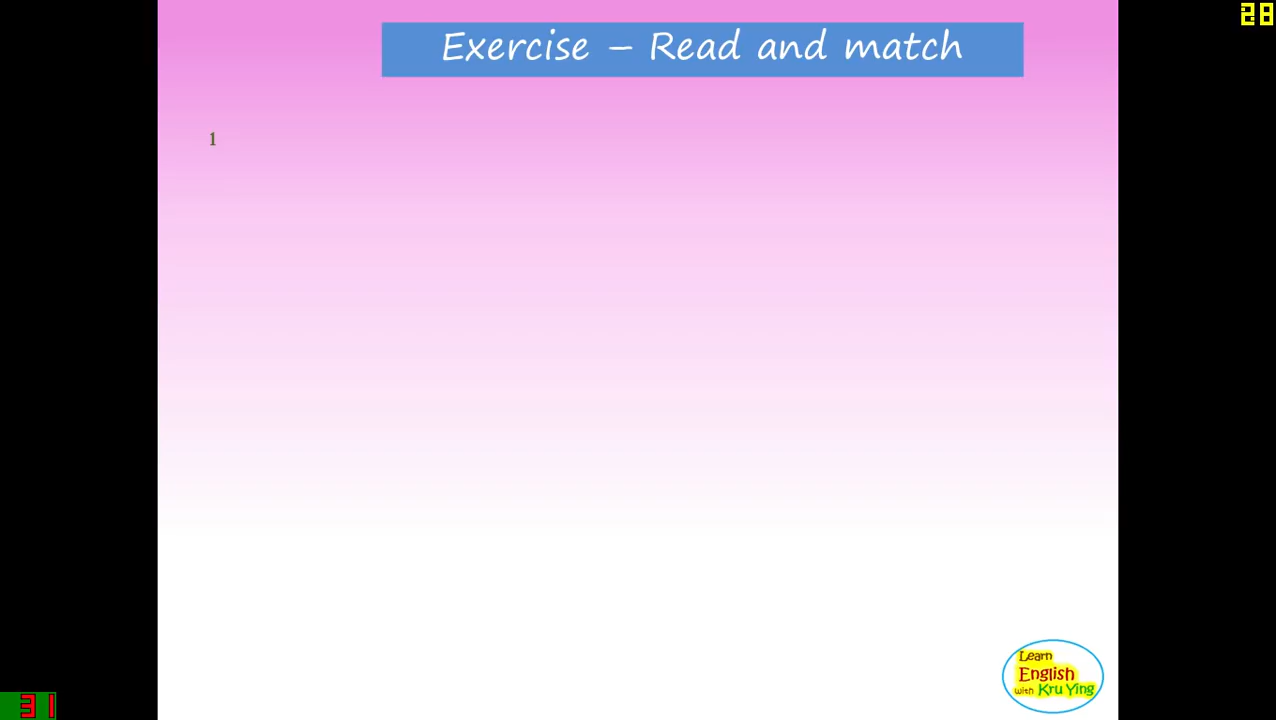 Exercise – Read and match
28
1
Learn
English
with Kru Ying
31